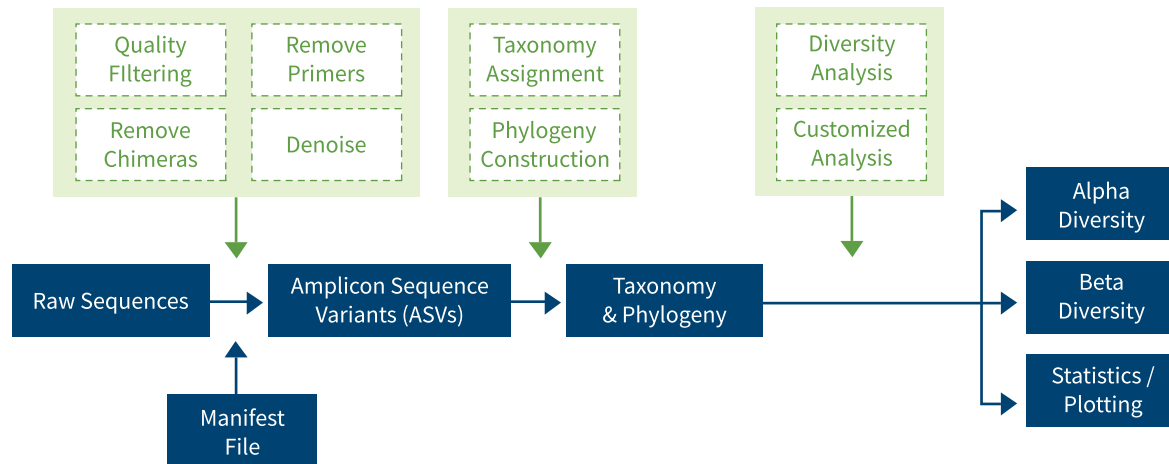 Quality
FIltering
Remove
Primers
Remove
Chimeras
Denoise
Taxonomy
Assignment
Phylogeny
Construction
Diversity
Analysis
Customized
Analysis
Raw Sequences
Amplicon Sequence
Variants (ASVs)
Taxonomy
& Phylogeny
Alpha
Diversity
Beta
Diversity
Statistics /
Plotting
Manifest
File